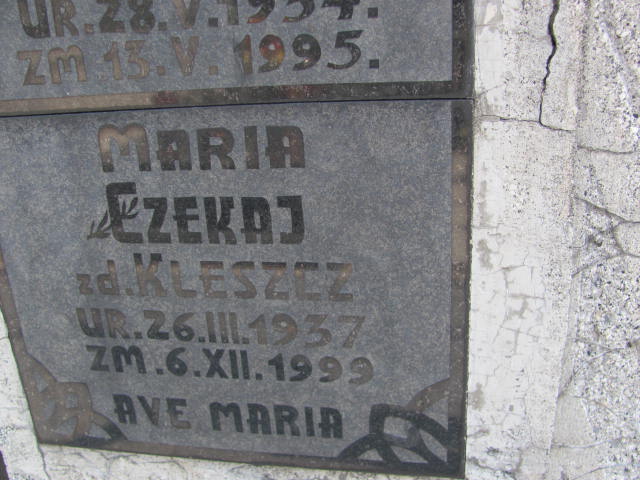 UR.28.V.1934.
ZM.13.V.1995.
MARIA
CZEKAJ
zd. KLESZCZ
UR.26.III.1937
ZM.6.XII.1999
AVE MARIA